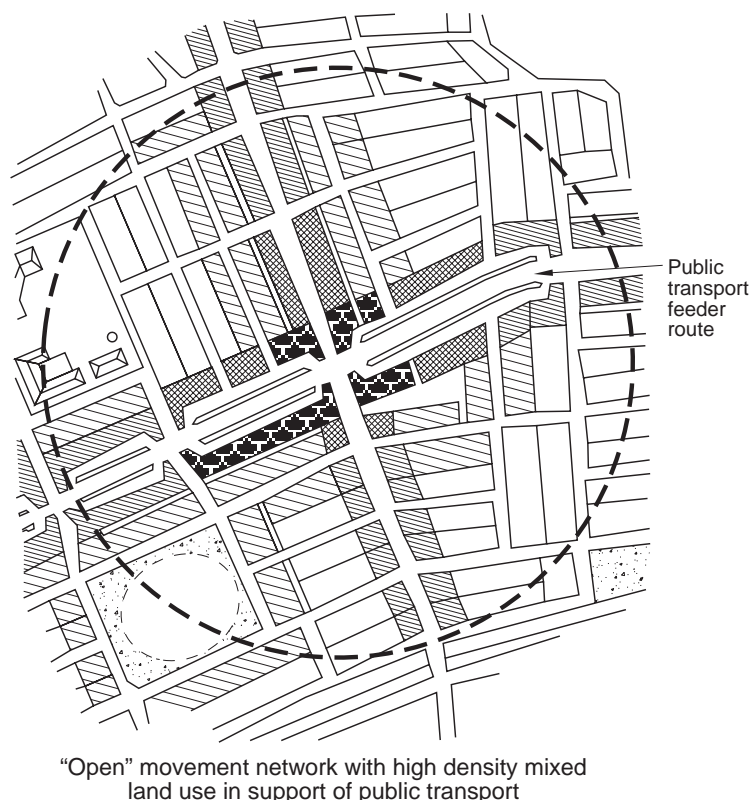 Public
transport
feeder
route
“Open” movement network with high density mixed
land use in support of public transport